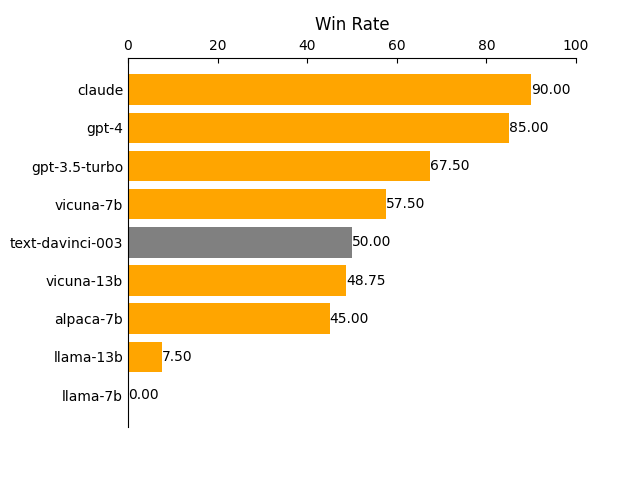 Win Rate
0 20 40 60 80 100
claude 90.00
gpt-4 85.00
gpt-3.5-turbo 67.50
vicuna-7b 57.50
text-davinci-003 50.00
vicuna-13b 48.75
alpaca-7b 45.00
llama-13b 7.50
llama-7b 0.00